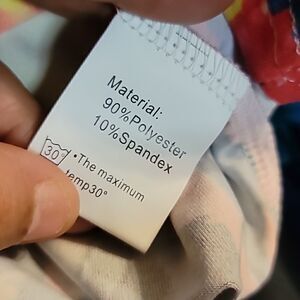 Material:
90%Polyester
10%Spandex
30° •The maximum
temp30°